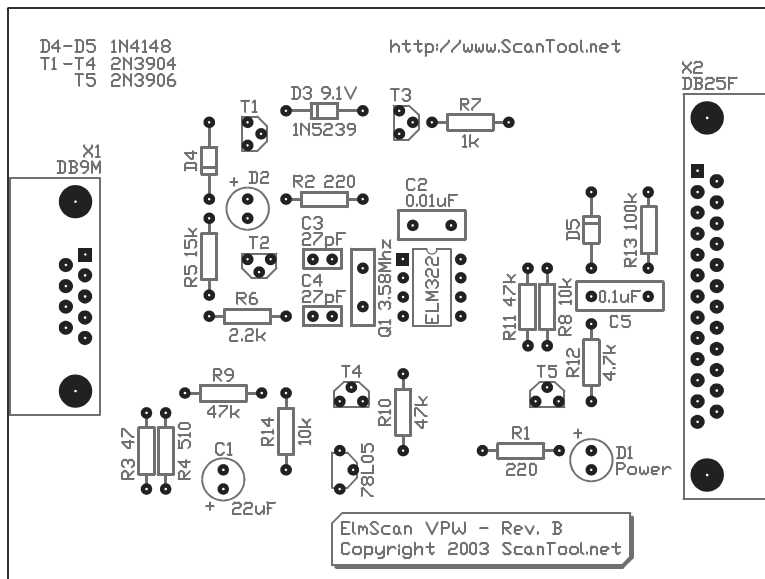 D4-D5 1N4148
T1-T4 2N3904
T5 2N3906
http://www.ScanTool.net
X2
DB25F
D3 9.1V
1N5239
T1
T3
R7
1k
X1
DB9M
D4
+ D2
R2 220
C2
0.01uF
D5
R13 100k
R5 15k
T2
C3
27pF
C4
27pF
Q1 3.58Mhz
ELM322
R11 47k
R8 10k
0.1uF
C5
R6
2.2k
R12
4.7k
R9
47k
T4
R10
47k
T5
R14
10k
R3 47
R4 510
C1
+ 22uF
78L05
R1
220
+
D1
Power
ElmScan VPW - Rev. B
Copyright 2003 ScanTool.net